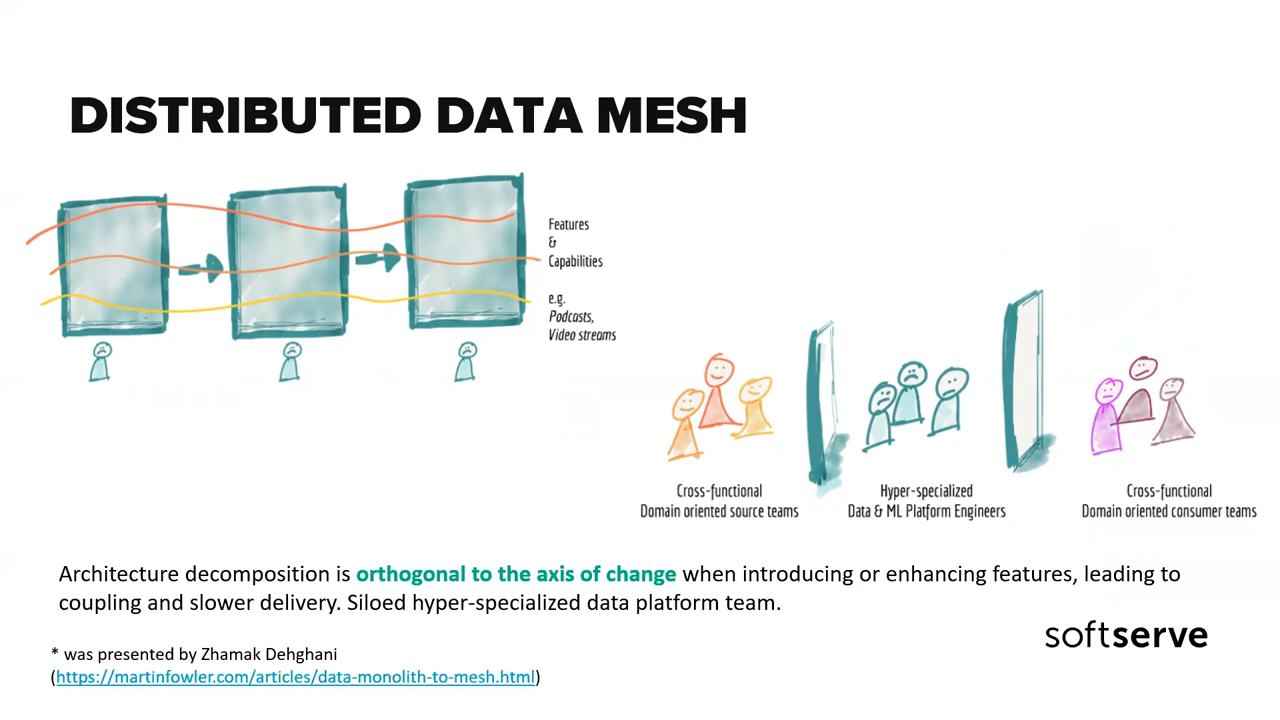 DISTRIBUTED DATA MESH
Features
&
Capabilities
e.g.
Podcasts,
Video streams
Cross-functional
Domain oriented source teams
Hyper-specialized
Data & ML Platform Engineers
Cross-functional
Domain oriented consumer teams
Architecture decomposition is orthogonal to the axis of change when introducing or enhancing features, leading to
coupling and slower delivery. Siloed hyper-specialized data platform team.
softserve
* was presented by Zhamak Dehghani
(https://martinfowler.com/articles/data-monolith-to-mesh.html)